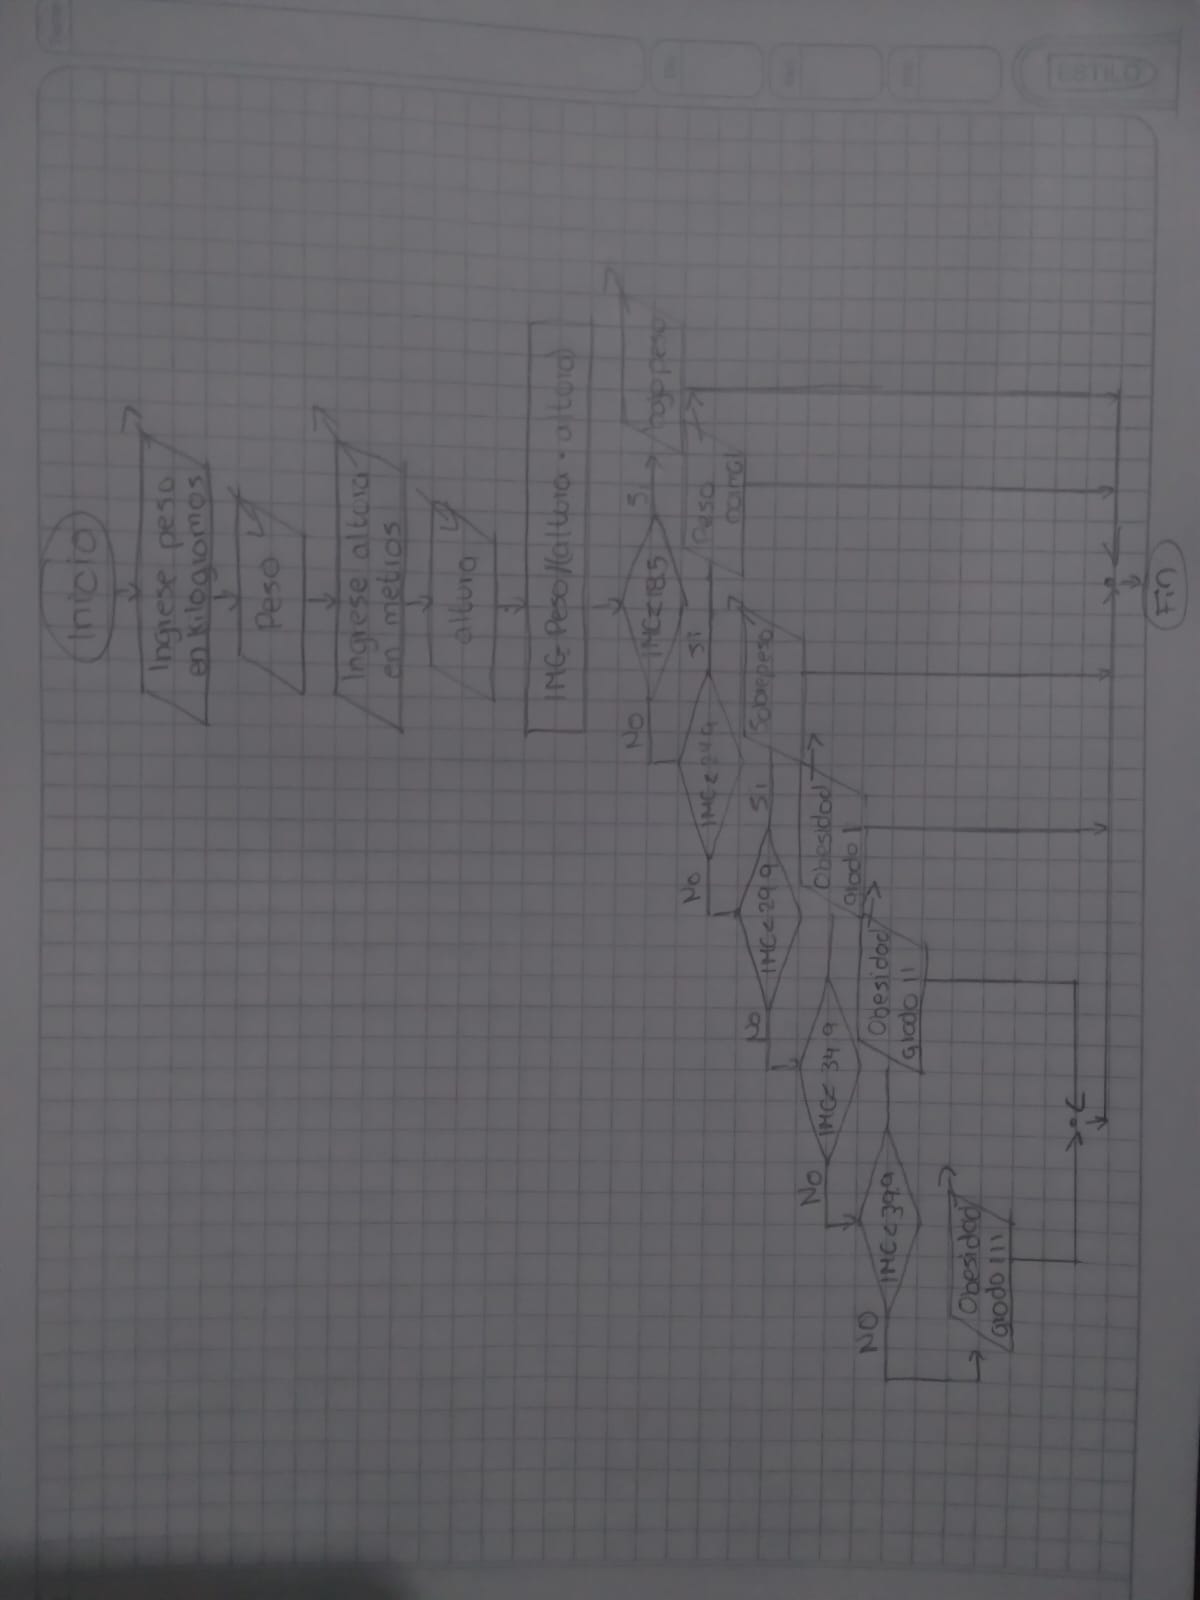 ESTILO
Inicio
Ingrese peso
en Kilogramos
Peso
Ingrese altura
en metros
altura
IMC=Peso/(altura * altura)
IMC<18.5
Si
No
Bajo peso
IMC<24.9
Si
No
Peso
normal
IMC<29.9
Si
No
Sobrepeso
IMC<34.9
No
Obesidad
grado I
IMC<39.9
NO
Obesidad
grado II
Obesidad
grado III
Fin